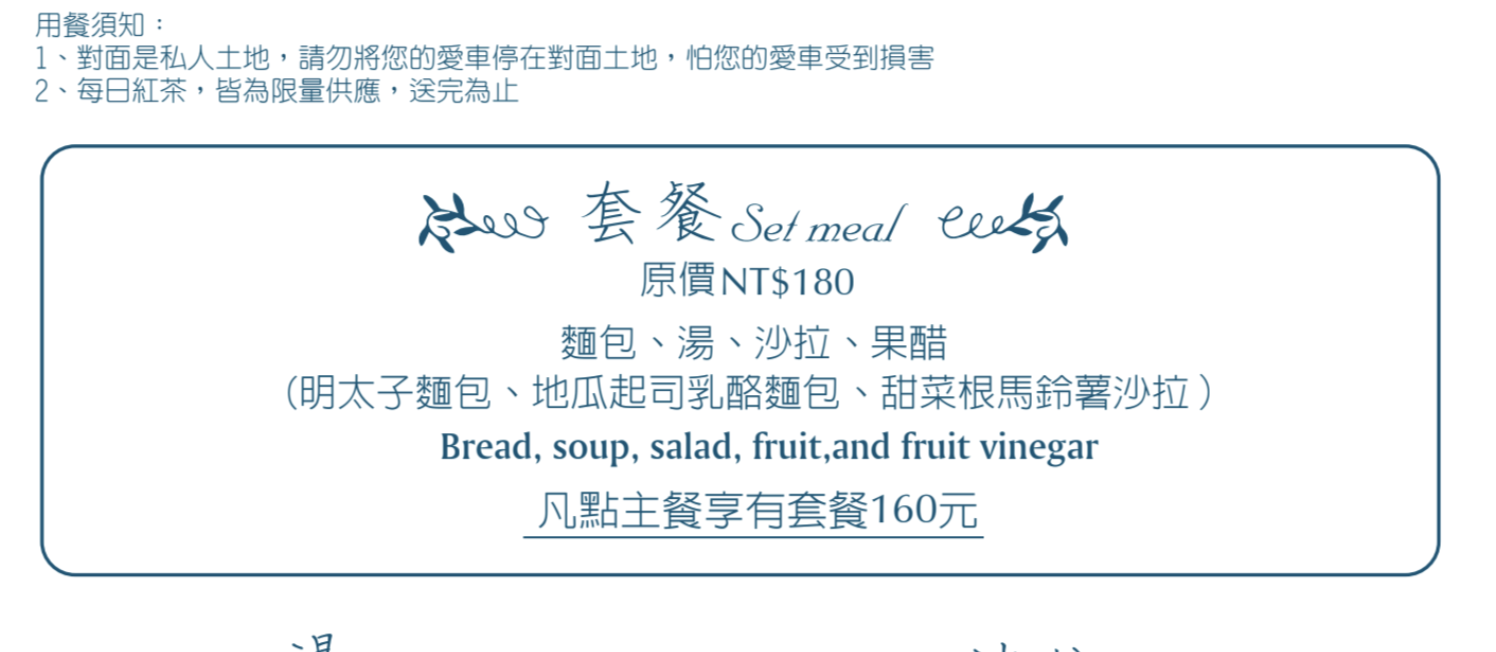 用餐須知：
1、對面是私人土地，請勿將您的愛車停在對面土地，怕您的愛車受到損害
2、每日紅茶，皆為限量供應，送完為止
套餐 Set meal
原價NT$180
麵包、湯、沙拉、果醋
（明太子麵包、地瓜起司乳酪麵包、甜菜根馬鈴薯沙拉）
Bread, soup, salad, fruit,and fruit vinegar
凡點主餐享有套餐160元